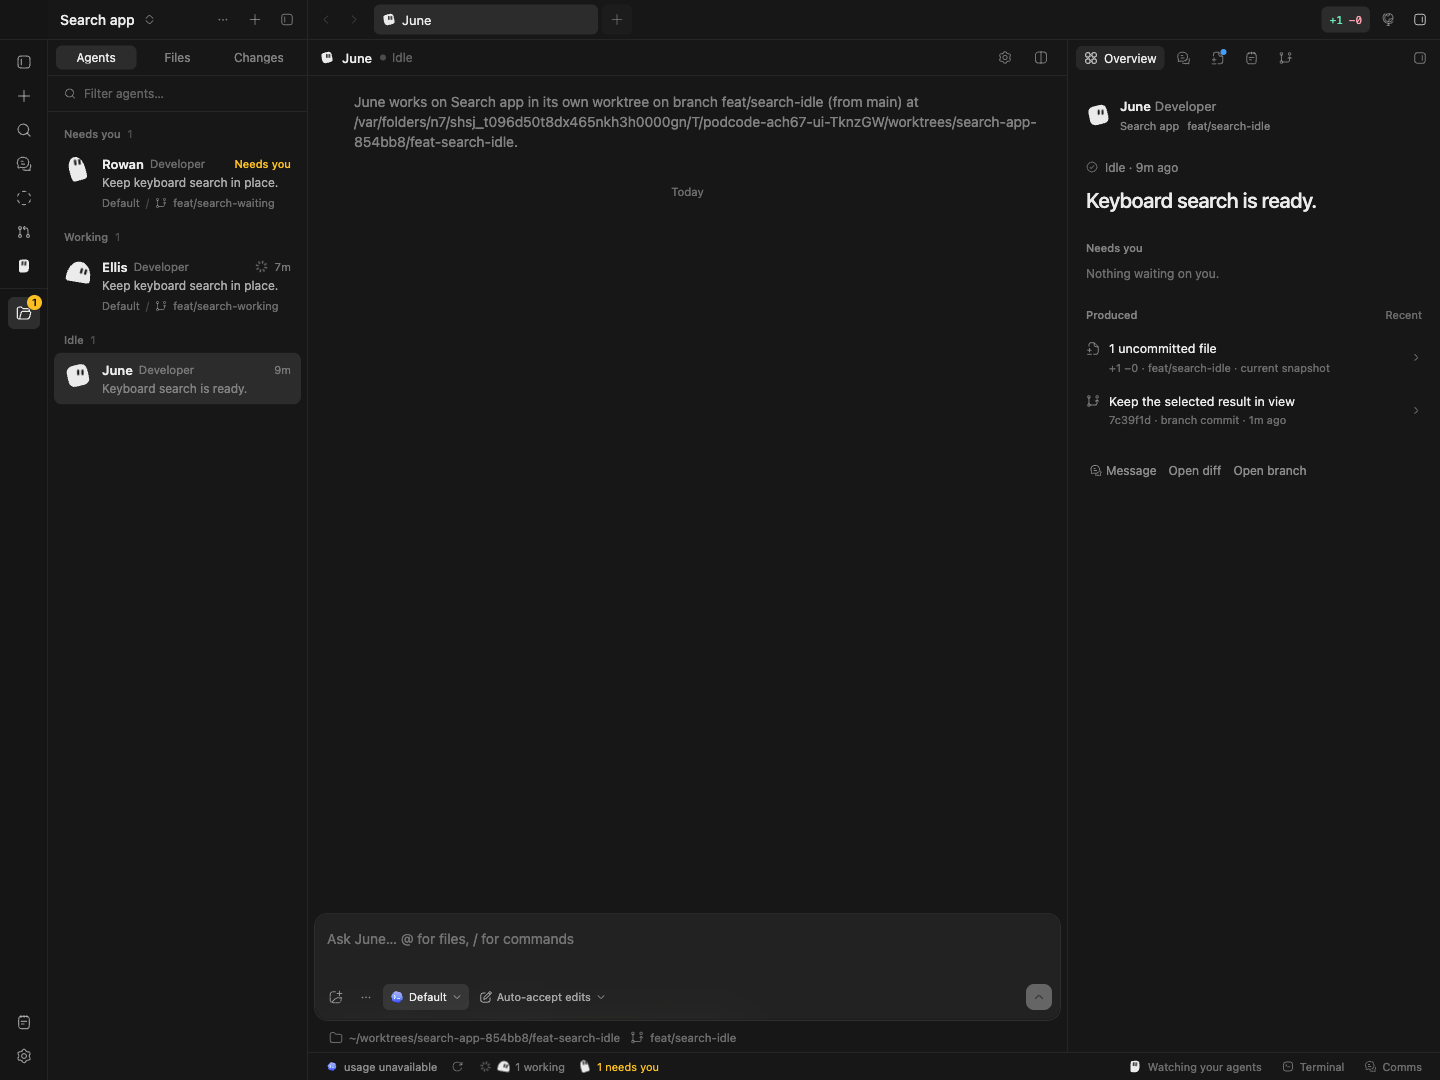 Search app
June
+1 −0
Agents
Files
Changes
Filter agents...
Needs you 1
Rowan Developer Needs you
Keep keyboard search in place.
Default / feat/search-waiting
Working 1
Ellis Developer 7m
Keep keyboard search in place.
Default / feat/search-working
Idle 1
June Developer 9m
Keyboard search is ready.
1
June Idle
June works on Search app in its own worktree on branch feat/search-idle (from main) at
/var/folders/n7/shsj_t096d50t8dx465nkh3h0000gn/T/podcode-ach67-ui-TknzGW/worktrees/search-app-
854bb8/feat-search-idle.
Today
Ask June... @ for files, / for commands
Default
Auto-accept edits
~/worktrees/search-app-854bb8/feat-search-idle feat/search-idle
Overview
June Developer
Search app feat/search-idle
Idle · 9m ago
Keyboard search is ready.
Needs you
Nothing waiting on you.
Produced Recent
1 uncommitted file
+1 −0 · feat/search-idle · current snapshot
Keep the selected result in view
7c39f1d · branch commit · 1m ago
Message Open diff Open branch
usage unavailable
1 working
1 needs you
Watching your agents
Terminal
Comms